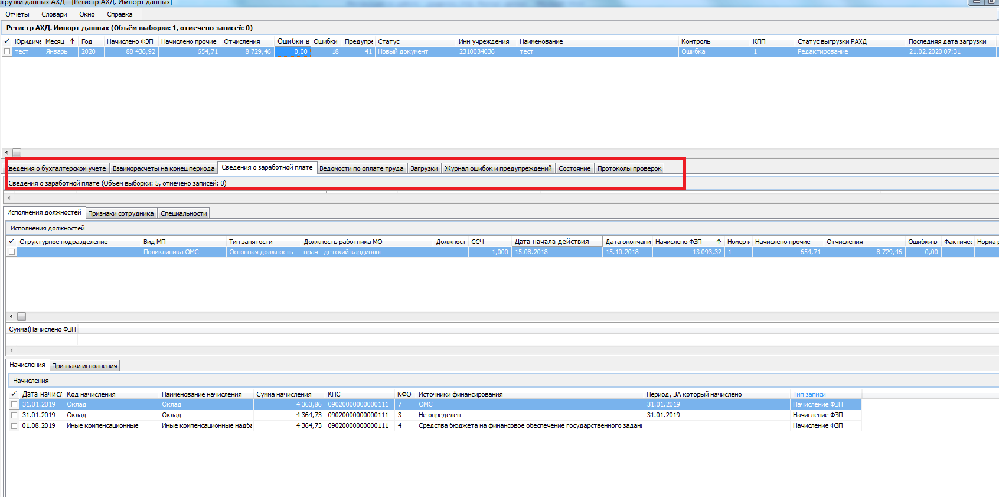 агрузки данных АХД - [Регистр АХД. Импорт данных]
Отчёты Словари Окно Справка
Регистр АХД. Импорт данных (Объём выборки: 1, отмечено записей: 0)
Юридиче Месяц Год Начислено ФЗП Начислено прочие Отчисления Ошибки в Ошибки Предупре Статус Инн учреждения Наименование Контроль КПП Статус выгрузки РАХД Последняя дата загрузки
тест Январь 2020 88 436,92 654,71 8 729,46 0,00 18 41 Новый документ 2310034036 тест Ошибка 1 Редактирование 21.02.2020 07:31
Сведения о бухгалтерском учете Взаиморасчеты на конец периода Сведения о заработной плате Ведомости по оплате труда Загрузки Журнал ошибок и предупреждений Состояние Протоколы проверок
Сведения о заработной плате (Объём выборки: 5, отмечено записей: 0)
Исполнения должностей Признаки сотрудника Специальности
Исполнения должностей
Структурное подразделение Вид МП Тип занятости Должность работника МО Должност ССЧ Дата начала действия Дата окончани Начислено ФЗП Номер и Начислено прочие Отчисления Ошибки в Фактичес Норма р
Поликлиника ОМС Основная должность врач - детский кардиолог 1,000 15.08.2018 15.10.2018 13 093,32 1 654,71 8 729,46 0,00
Сумма(Начислено ФЗП
Начисления Признаки исполнения
Начисления
Дата начисл Код начисления Наименование начисления Сумма начисления КПС КФО Источники финансирования Период, ЗА который начислено Тип записи
31.01.2019 Оклад Оклад 4 363,86 09020000000000111 7 ОМС 31.01.2019 Начисление ФЗП
31.01.2019 Оклад Оклад 4 364,73 09020000000000111 3 Не определен 31.01.2019 Начисление ФЗП
01.08.2019 Иные компенсационные Иные компенсационные надба 4 364,73 09020000000000111 4 Средства бюджета на финансовое обеспечение государственного задани Начисление ФЗП